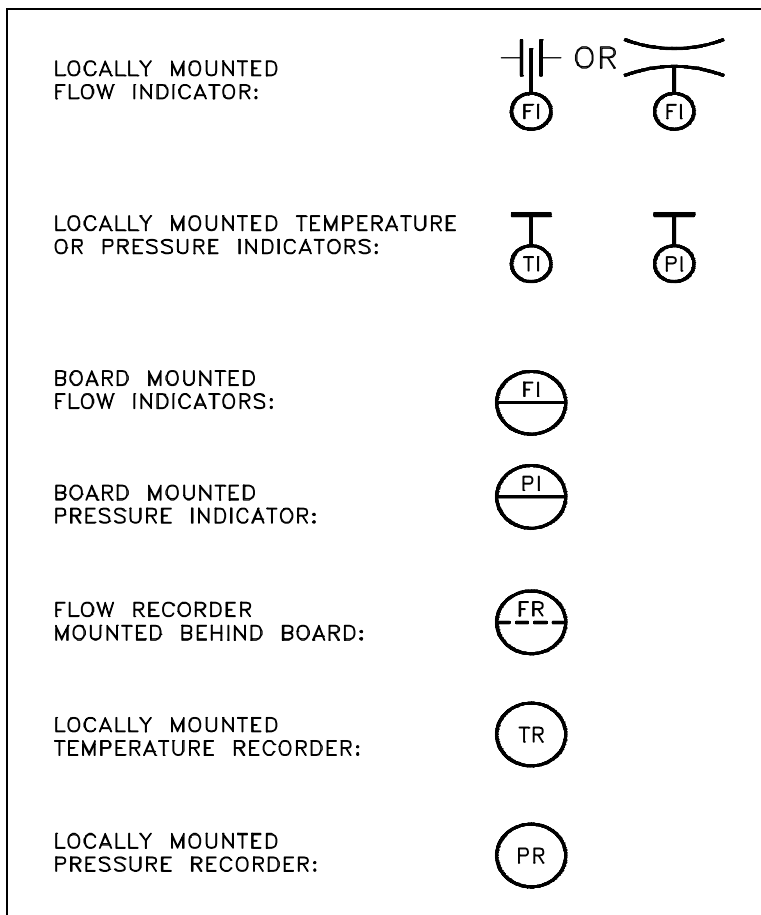 LOCALLY MOUNTED
FLOW INDICATOR:
OR
FI
FI
LOCALLY MOUNTED TEMPERATURE
OR PRESSURE INDICATORS:
TI
PI
BOARD MOUNTED
FLOW INDICATORS:
FI
BOARD MOUNTED
PRESSURE INDICATOR:
PI
FLOW RECORDER
MOUNTED BEHIND BOARD:
FR
LOCALLY MOUNTED
TEMPERATURE RECORDER:
TR
LOCALLY MOUNTED
PRESSURE RECORDER:
PR